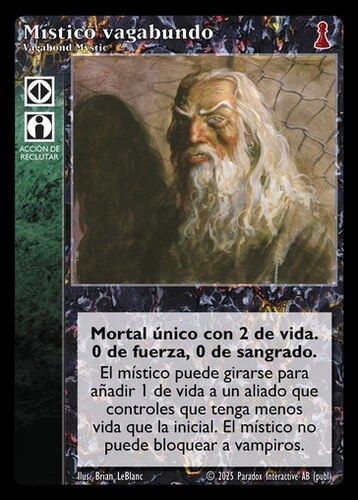 Místico vagabundo
Vagabond Mystic
ACCIÓN DE
RECLUTAR
Mortal único con 2 de vida.
0 de fuerza, 0 de sangrado.
El místico puede girarse para
añadir 1 de vida a un aliado que
controles que tenga menos
vida que la inicial. El místico no
puede bloquear a vampiros.
Ilus. Brian LeBlanc
© 2025 Paradox Interactive AB (publ)